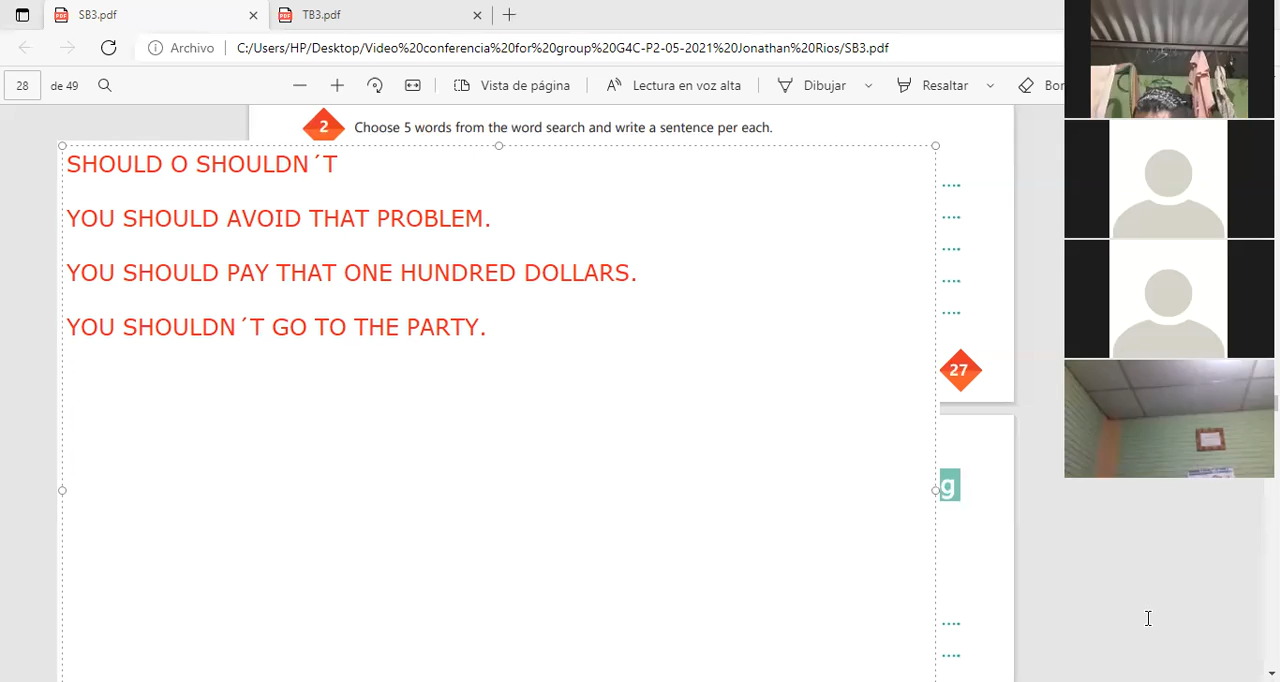 SB3.pdf
TB3.pdf
Archivo
C:/Users/HP/Desktop/Video%20conferencia%20for%20group%20G4C-P2-05-2021%20Jonathan%20Rios/SB3.pdf
28 de 49
Vista de página
Lectura en voz alta
Dibujar
Resaltar
Bor
2 Choose 5 words from the word search and write a sentence per each.
SHOULD O SHOULDN´T
YOU SHOULD AVOID THAT PROBLEM.
YOU SHOULD PAY THAT ONE HUNDRED DOLLARS.
YOU SHOULDN´T GO TO THE PARTY.
27
g